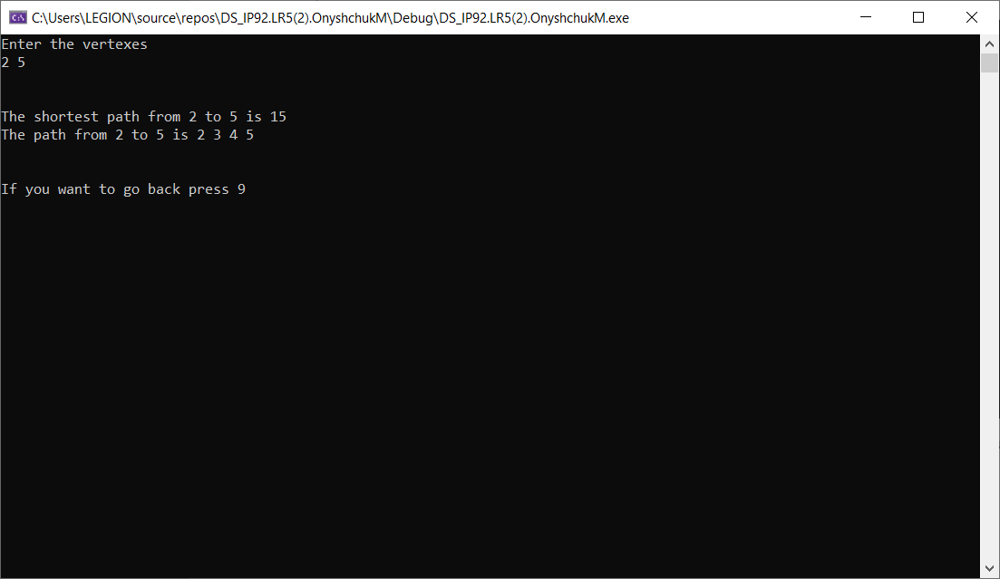 C:\Users\LEGION\source\repos\DS_IP92.LR5(2).OnyshchukM\Debug\DS_IP92.LR5(2).OnyshchukM.exe
Enter the vertexes
2 5
The shortest path from 2 to 5 is 15
The path from 2 to 5 is 2 3 4 5
If you want to go back press 9